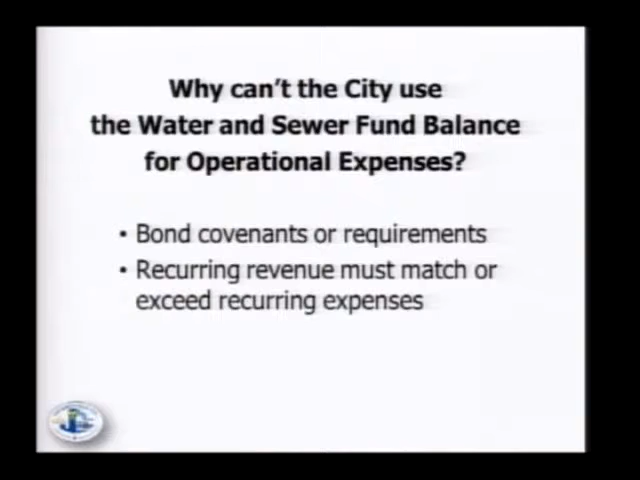 Why can't the City use
the Water and Sewer Fund Balance
for Operational Expenses?
• Bond covenants or requirements
• Recurring revenue must match or
exceed recurring expenses